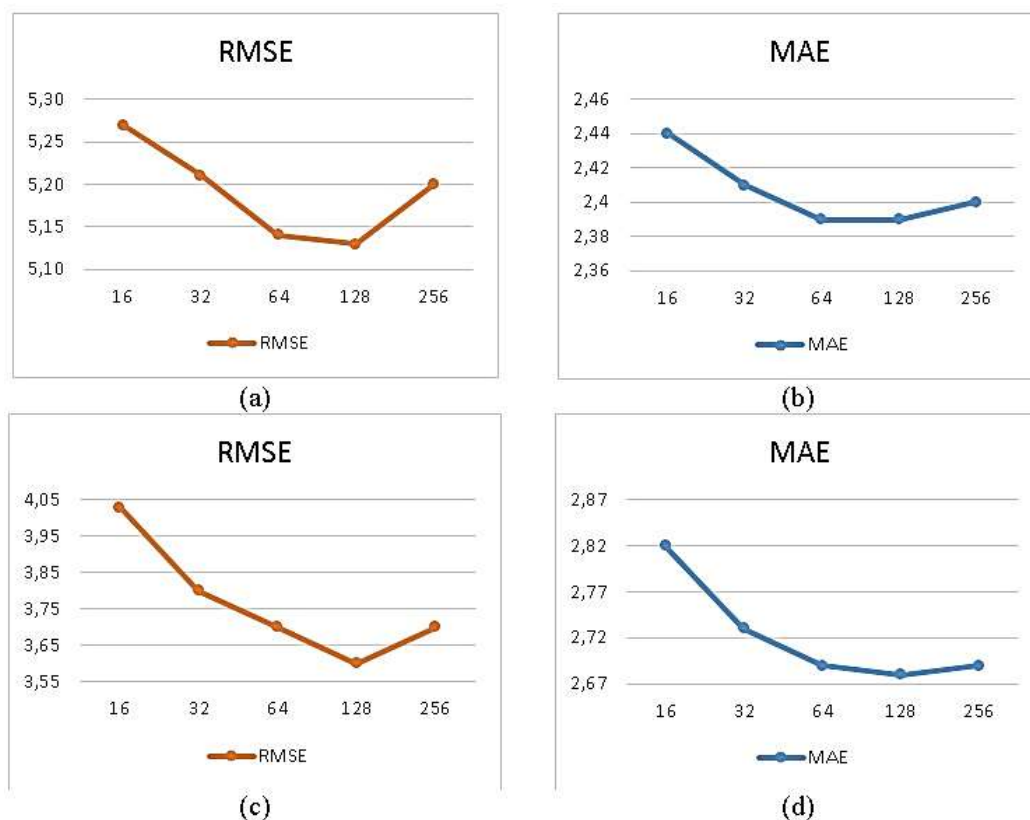 RMSE
5,30
5,25
5,20
5,15
5,10
16 32 64 128 256
RMSE
(a)
MAE
2,46
2,44
2,42
2,4
2,38
2,36
16 32 64 128 256
MAE
(b)
RMSE
4,05
3,95
3,85
3,75
3,65
3,55
16 32 64 128 256
RMSE
(c)
MAE
2,87
2,82
2,77
2,72
2,67
16 32 64 128 256
MAE
(d)